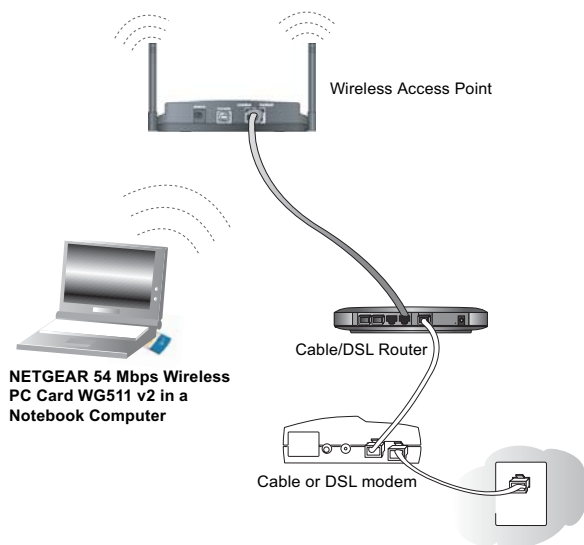 Wireless Access Point
Cable/DSL Router
NETGEAR 54 Mbps Wireless
PC Card WG511 v2 in a
Notebook Computer
Cable or DSL modem